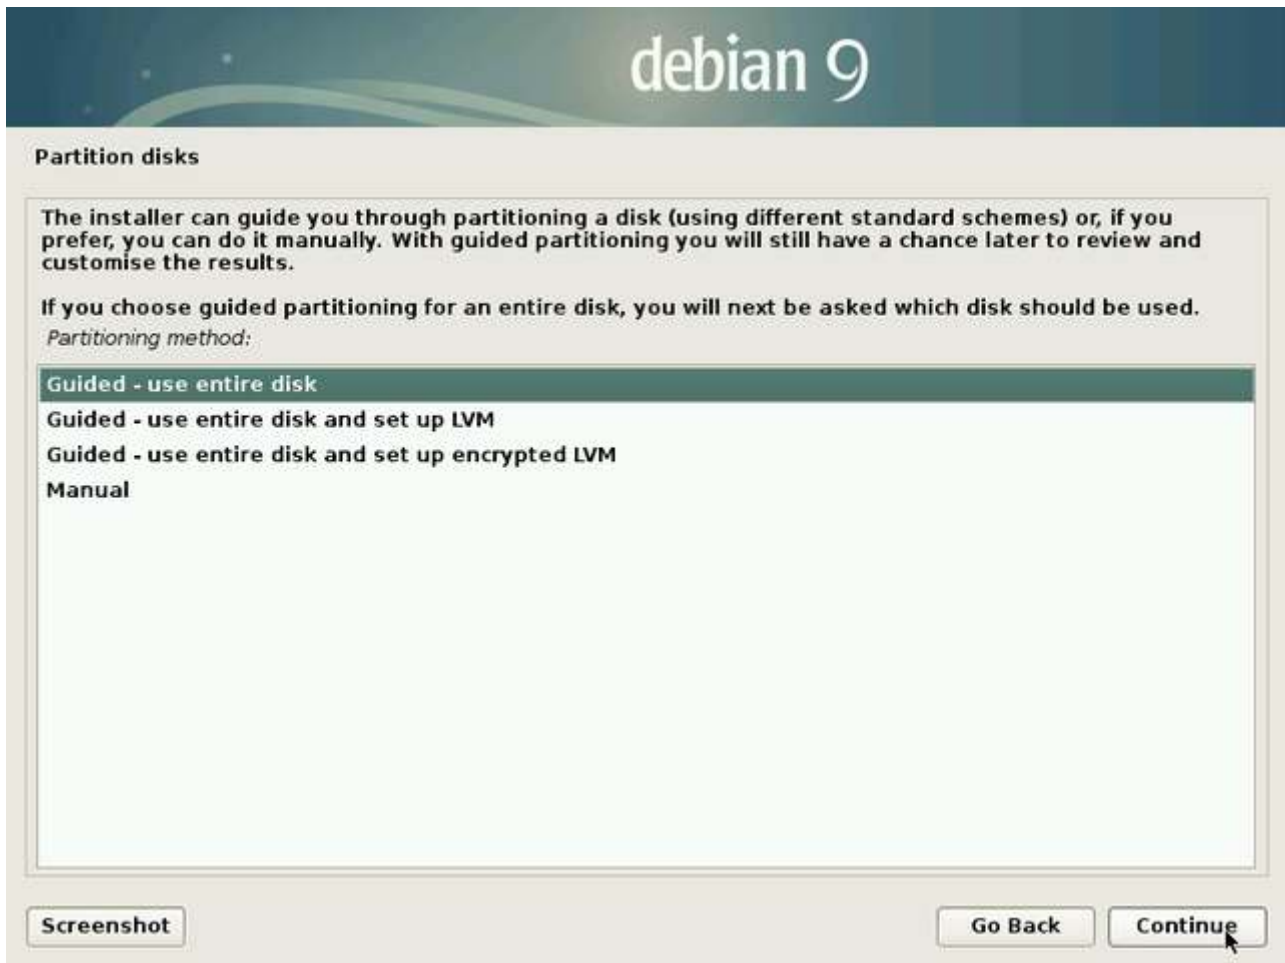 debian 9
Partition disks
The installer can guide you through partitioning a disk (using different standard schemes) or, if you
prefer, you can do it manually. With guided partitioning you will still have a chance later to review and
customise the results.
If you choose guided partitioning for an entire disk, you will next be asked which disk should be used.
Partitioning method:
Guided - use entire disk
Guided - use entire disk and set up LVM
Guided - use entire disk and set up encrypted LVM
Manual
Screenshot
Go Back
Continue